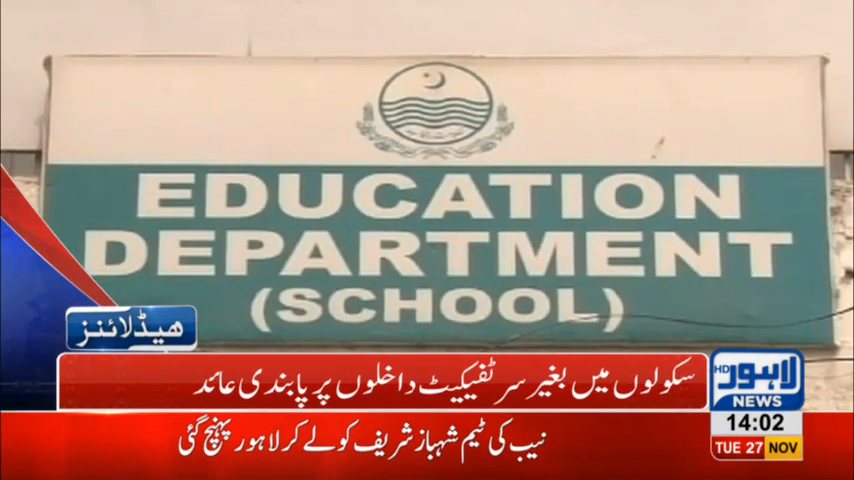 EDUCATION
DEPARTMENT
(SCHOOL)
ہیڈلائنز
سکولوں میں بغیر سرٹفیکیٹ داخلوں پر پابندی عائد
نیب کی ٹیم شہباز شریف کو لے کر لاہور پہنچ گئی
HD لاہور
NEWS
14:02
TUE 27 NOV